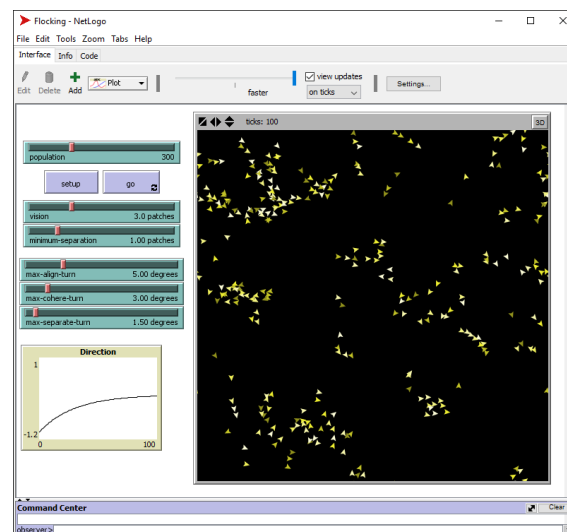 Flocking - NetLogo
File Edit Tools Zoom Tabs Help
Interface Info Code
Edit Delete Add Plot faster view updates on ticks Settings...
ticks: 100 3D
population 300
setup go
vision 3.0 patches
minimum-separation 1.00 patches
max-align-turn 5.00 degrees
max-cohere-turn 3.00 degrees
max-separate-turn 1.50 degrees
Direction
1
-1.2
0 100
Command Center Clear
observer>